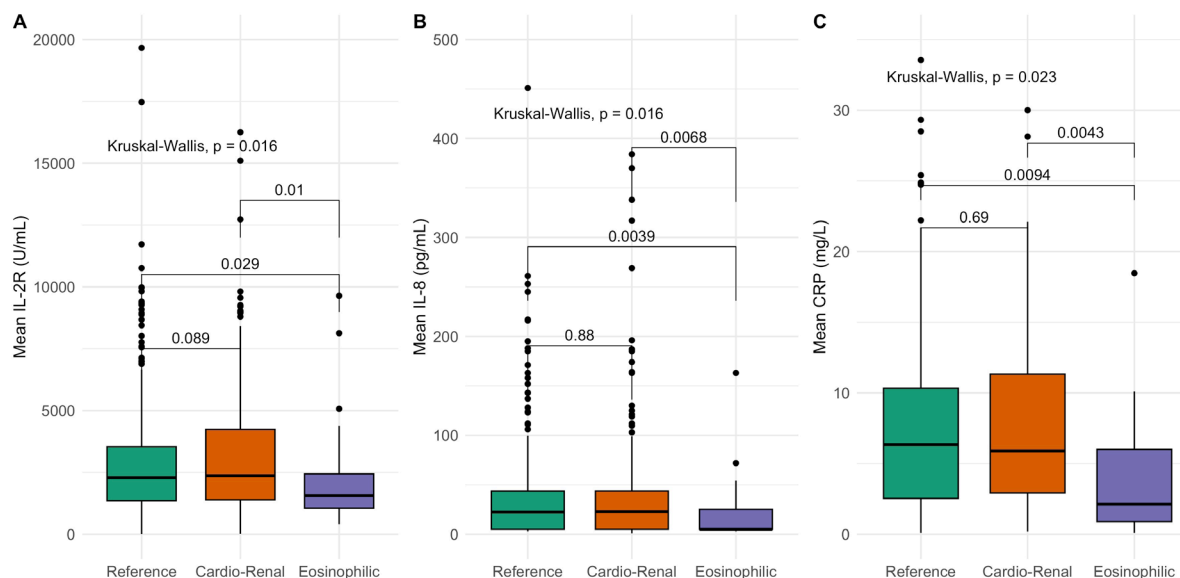 A
Mean IL-2R (U/mL)
20000
15000
10000
5000
0
Kruskal-Wallis, p = 0.016
0.01
0.029
0.089
Reference Cardio-Renal Eosinophilic
B
Mean IL-8 (pg/mL)
500
400
300
200
100
0
Kruskal-Wallis, p = 0.016
0.0068
0.0039
0.88
Reference Cardio-Renal Eosinophilic
C
Mean CRP (mg/L)
30
20
10
0
Kruskal-Wallis, p = 0.023
0.0043
0.0094
0.69
Reference Cardio-Renal Eosinophilic